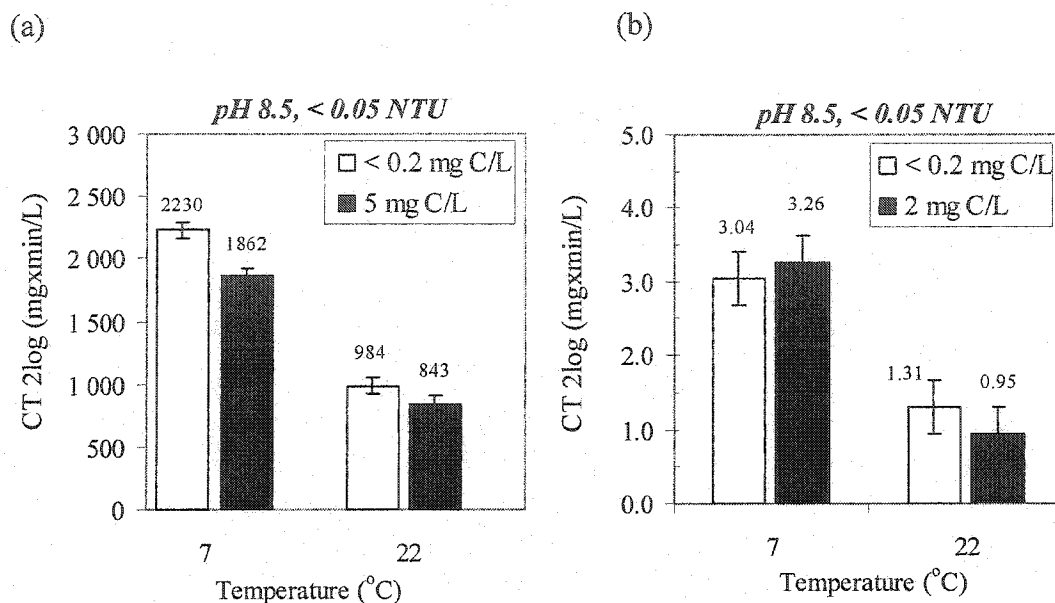 (a)
pH 8.5, < 0.05 NTU
CT 2log (mgxmin/L)
3 000
2 500
2 000
1 500
1 000
500
0
< 0.2 mg C/L
5 mg C/L
2230
1862
984
843
7
22
Temperature (°C)
(b)
pH 8.5, < 0.05 NTU
CT 2log (mgxmin/L)
5.0
4.0
3.0
2.0
1.0
0.0
< 0.2 mg C/L
2 mg C/L
3.04
3.26
1.31
0.95
7
22
Temperature (°C)